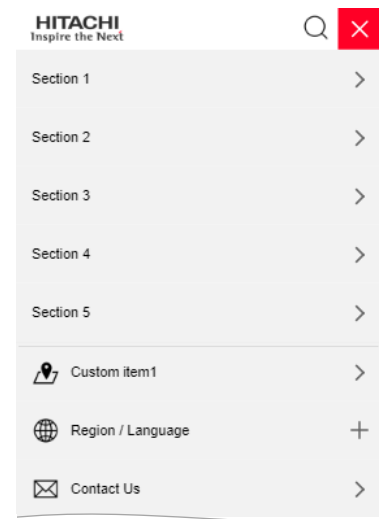 HITACHI
Inspire the Next
Section 1
Section 2
Section 3
Section 4
Section 5
Custom item1
Region / Language
Contact Us